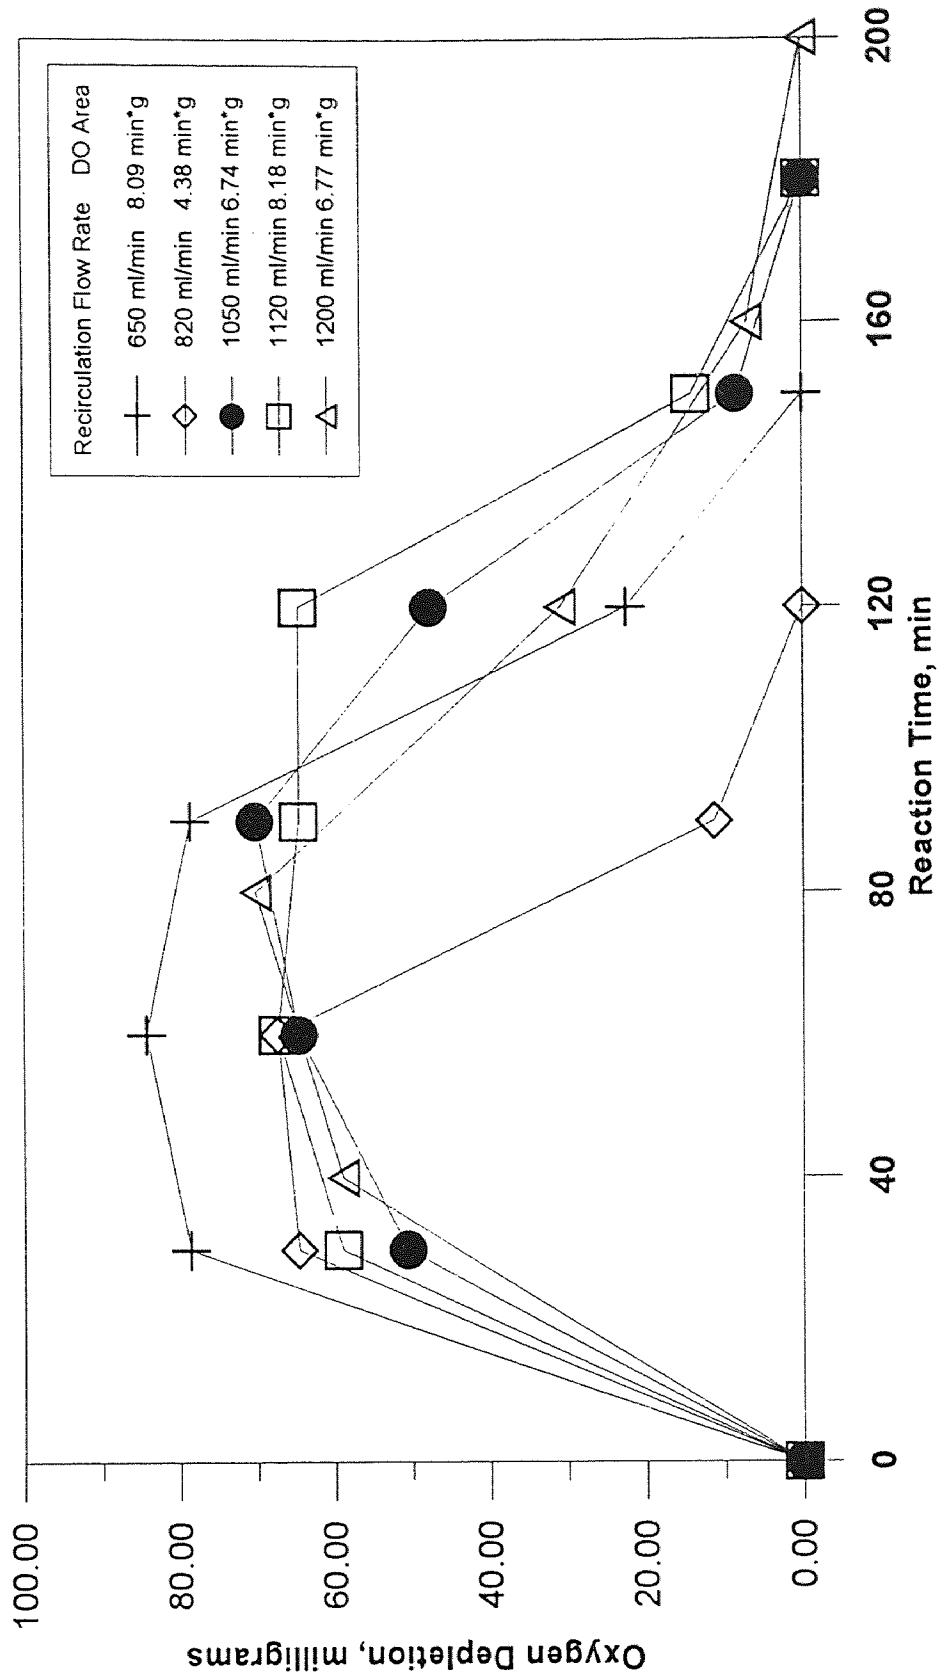 Recirculation Flow Rate DO Area
650 ml/min 8.09 min*g
820 ml/min 4.38 min*g
1050 ml/min 6.74 min*g
1120 ml/min 8.18 min*g
1200 ml/min 6.77 min*g
100.00
80.00
60.00
40.00
20.00
0.00
Oxygen Depletion, milligrams
0
40
80
120
160
200
Reaction Time, min